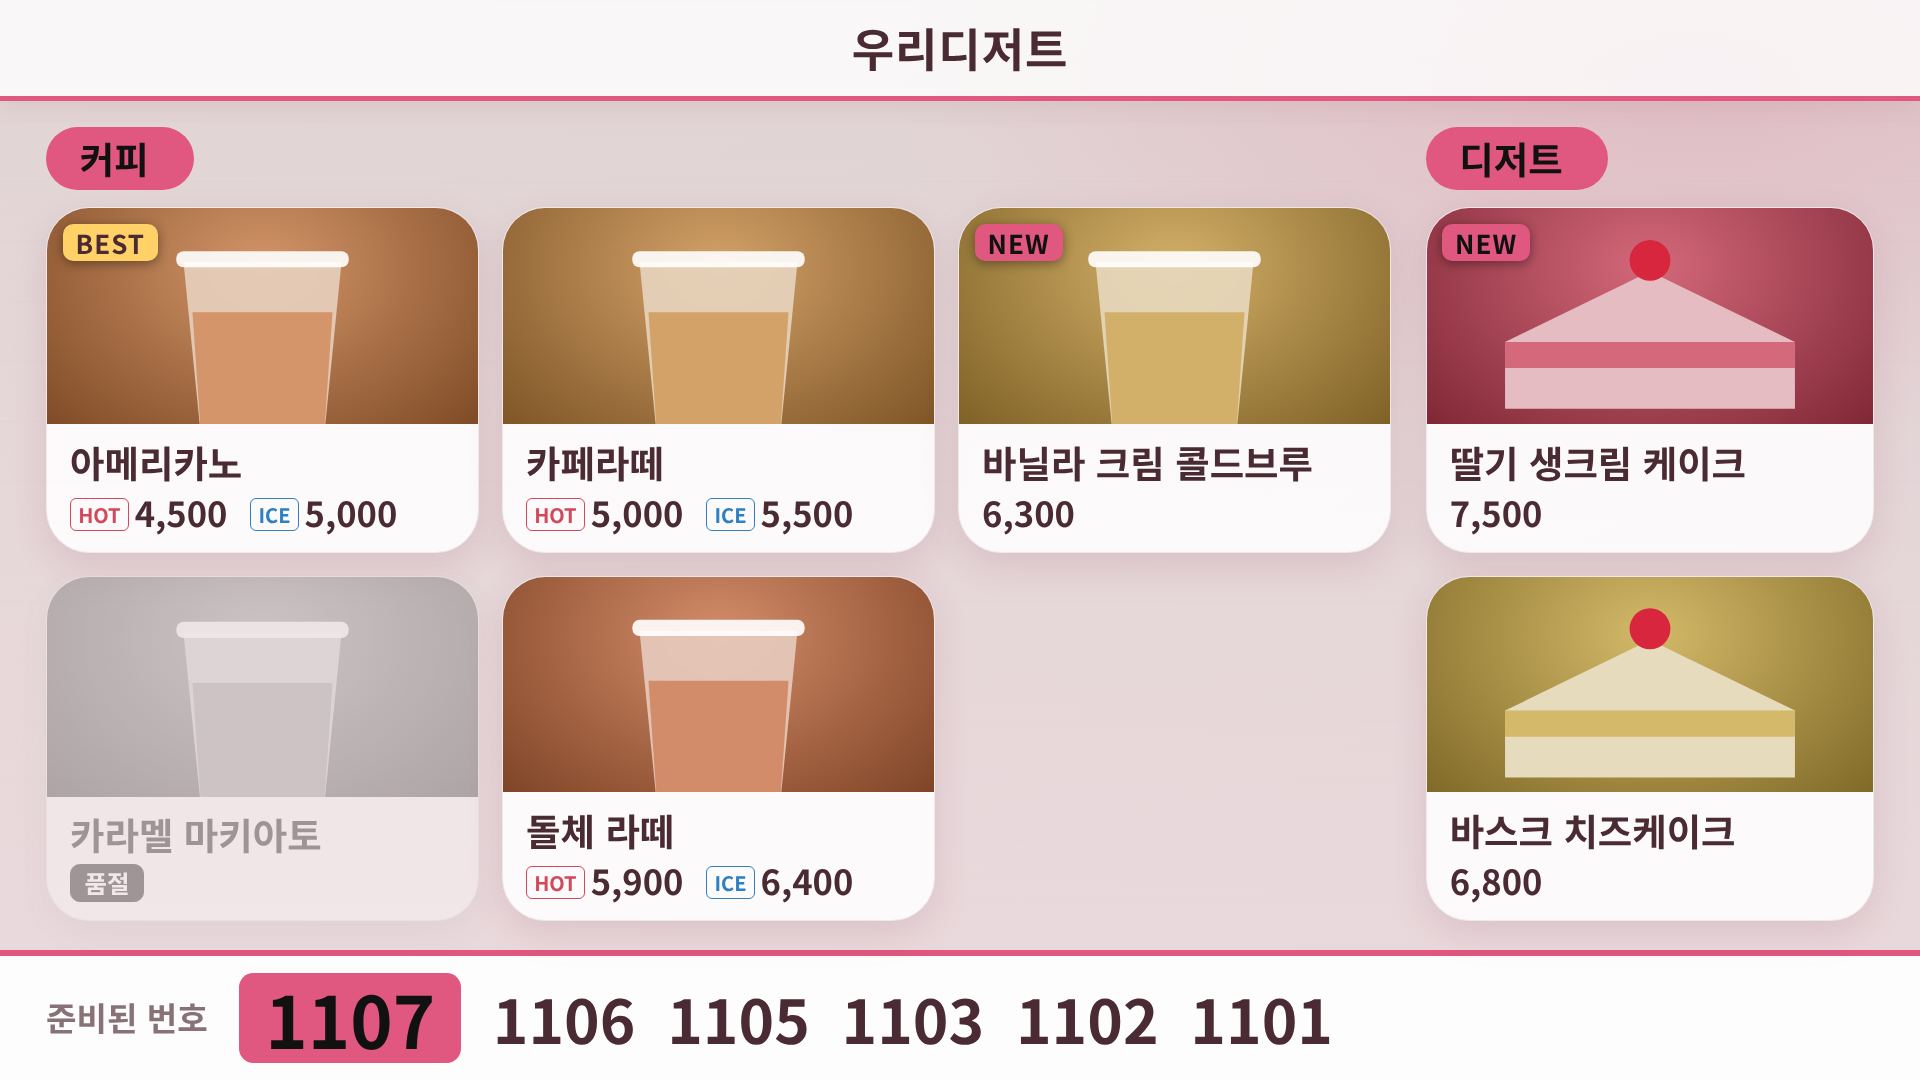 우리디저트
커피
BEST
아메리카노
HOT 4,500 ICE 5,000
카페라떼
HOT 5,000 ICE 5,500
NEW
바닐라 크림 콜드브루
6,300
카라멜 마키아토
품절
돌체 라떼
HOT 5,900 ICE 6,400
디저트
NEW
딸기 생크림 케이크
7,500
바스크 치즈케이크
6,800
준비된 번호 1107 1106 1105 1103 1102 1101